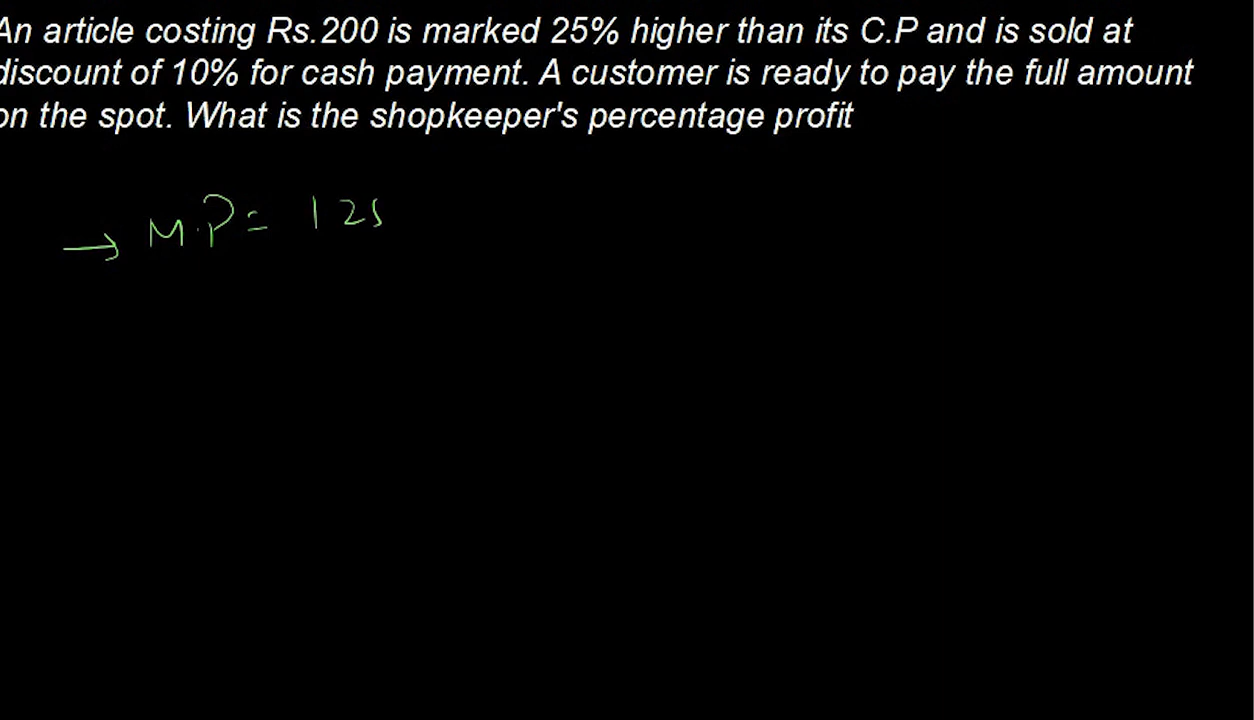 An article costing Rs.200 is marked 25% higher than its C.P and is sold at
discount of 10% for cash payment. A customer is ready to pay the full amount
on the spot. What is the shopkeeper's percentage profit
→ M.P = 125